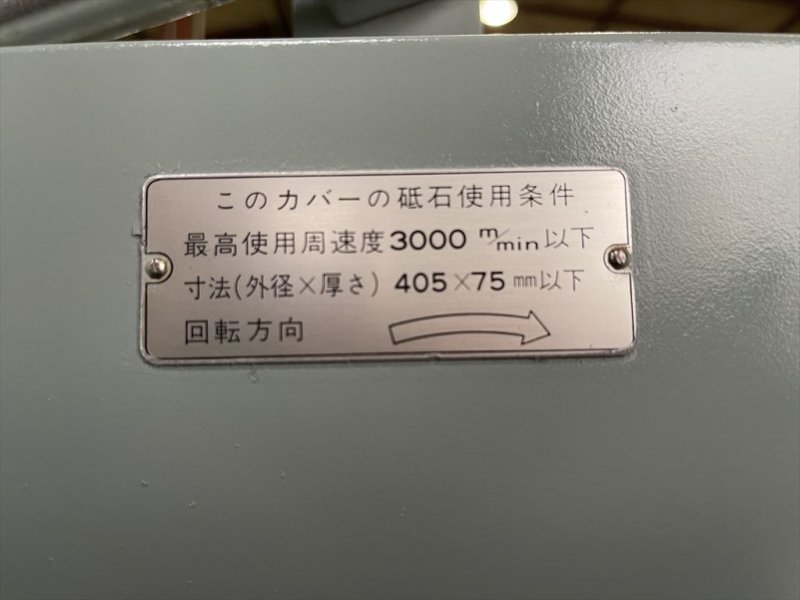 このカバーの砥石使用条件
最高使用周速度3000 m/min以下
寸法(外径×厚さ) 405×75 mm以下
回転方向